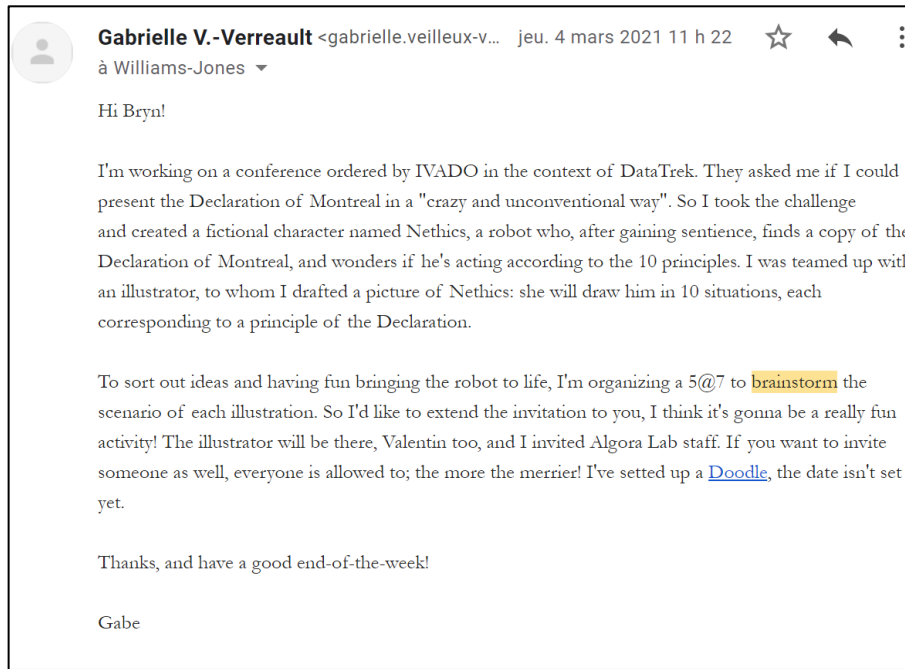 Gabrielle V.-Verreault <gabrielle.veilleux-v... jeu. 4 mars 2021 11 h 22
à Williams-Jones
Hi Bryn!
I'm working on a conference ordered by IVADO in the context of DataTrek. They asked me if I could
present the Declaration of Montreal in a "crazy and unconventional way". So I took the challenge
and created a fictional character named Nethics, a robot who, after gaining sentience, finds a copy of the
Declaration of Montreal, and wonders if he's acting according to the 10 principles. I was teamed up with
an illustrator, to whom I drafted a picture of Nethics: she will draw him in 10 situations, each
corresponding to a principle of the Declaration.
To sort out ideas and having fun bringing the robot to life, I'm organizing a 5@7 to brainstorm the
scenario of each illustration. So I'd like to extend the invitation to you, I think it's gonna be a really fun
activity! The illustrator will be there, Valentin too, and I invited Algora Lab staff. If you want to invite
someone as well, everyone is allowed to; the more the merrier! I've setted up a Doodle, the date isn't set
yet.
Thanks, and have a good end-of-the-week!
Gabe